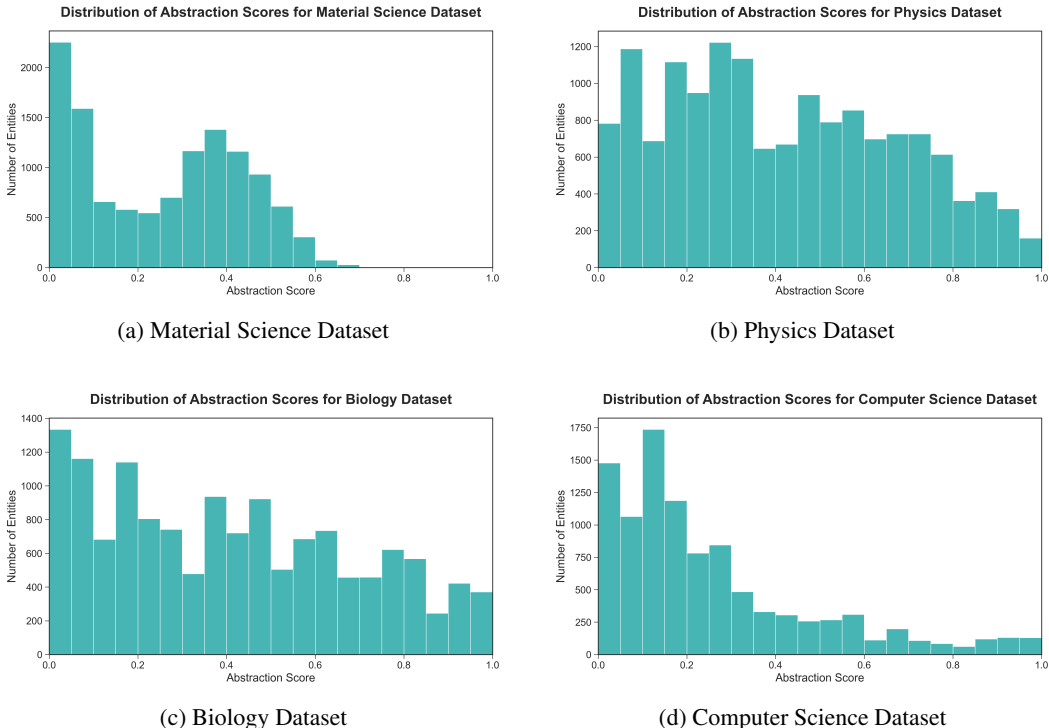 Distribution of Abstraction Scores for Material Science Dataset
Number of Entities
2000
1500
1000
500
0
0.0 0.2 0.4 0.6 0.8 1.0
Abstraction Score
(a) Material Science Dataset
Distribution of Abstraction Scores for Physics Dataset
Number of Entities
1200
1000
800
600
400
200
0
0.0 0.2 0.4 0.6 0.8 1.0
Abstraction Score
(b) Physics Dataset
Distribution of Abstraction Scores for Biology Dataset
Number of Entities
1400
1200
1000
800
600
400
200
0
0.0 0.2 0.4 0.6 0.8 1.0
Abstraction Score
(c) Biology Dataset
Distribution of Abstraction Scores for Computer Science Dataset
Number of Entities
1750
1500
1250
1000
750
500
250
0
0.0 0.2 0.4 0.6 0.8 1.0
Abstraction Score
(d) Computer Science Dataset